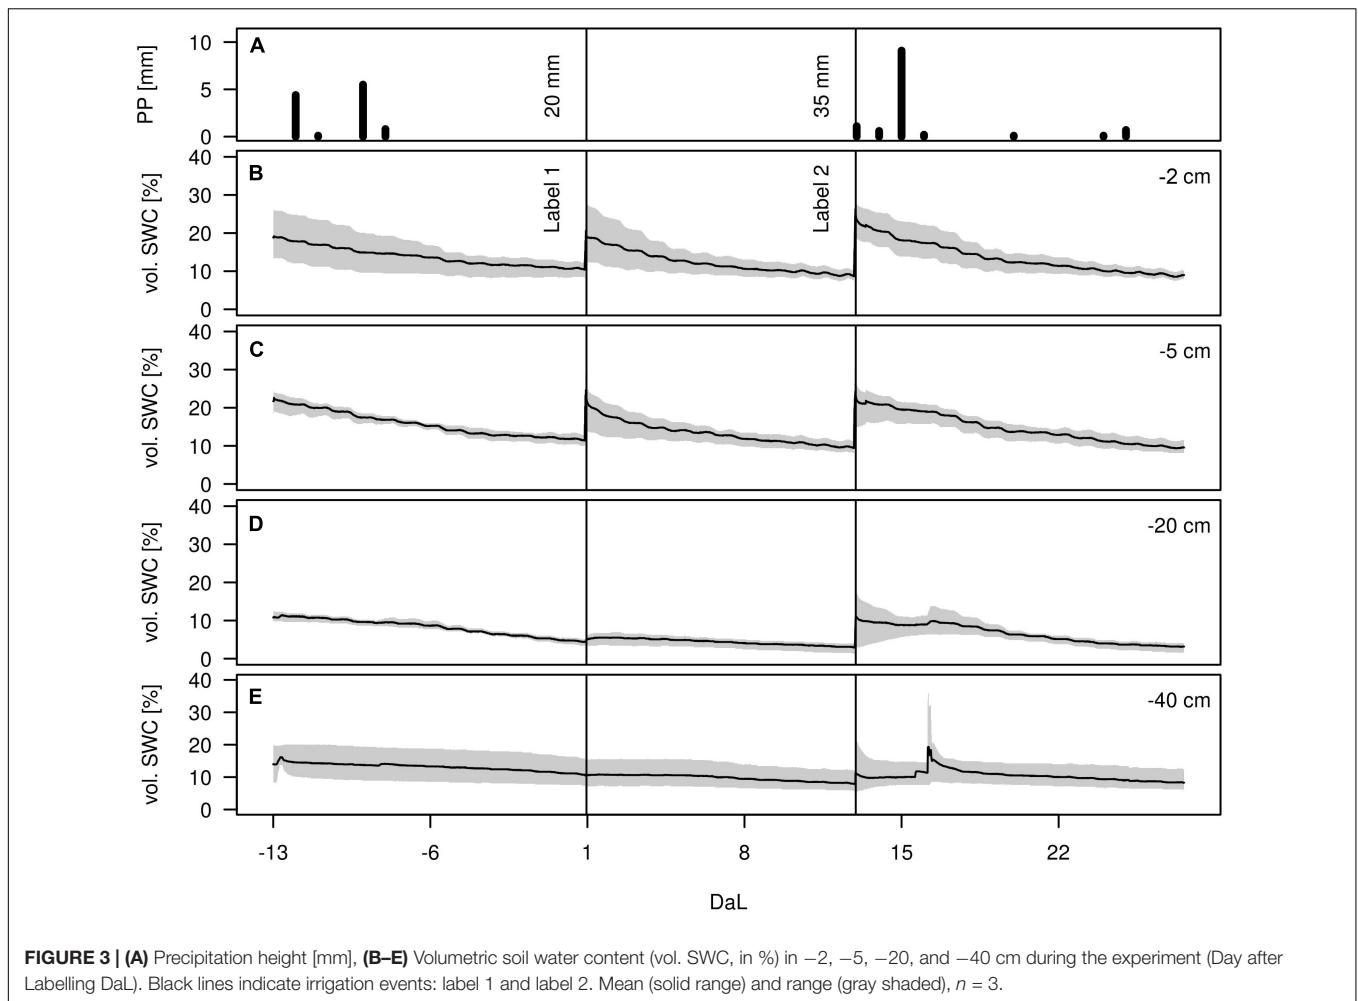 A
PP [mm]
10
5
0
20 mm
35 mm
B
-2 cm
vol. SWC [%]
40
30
20
10
0
Label 1
Label 2
C
-5 cm
vol. SWC [%]
40
30
20
10
0
D
-20 cm
vol. SWC [%]
40
30
20
10
0
E
-40 cm
vol. SWC [%]
40
30
20
10
0
-13 -6 1 8 15 22
DaL
FIGURE 3 | (A) Precipitation height [mm], (B–E) Volumetric soil water content (vol. SWC, in %) in −2, −5, −20, and −40 cm during the experiment (Day after
Labelling DaL). Black lines indicate irrigation events: label 1 and label 2. Mean (solid range) and range (gray shaded), n = 3.